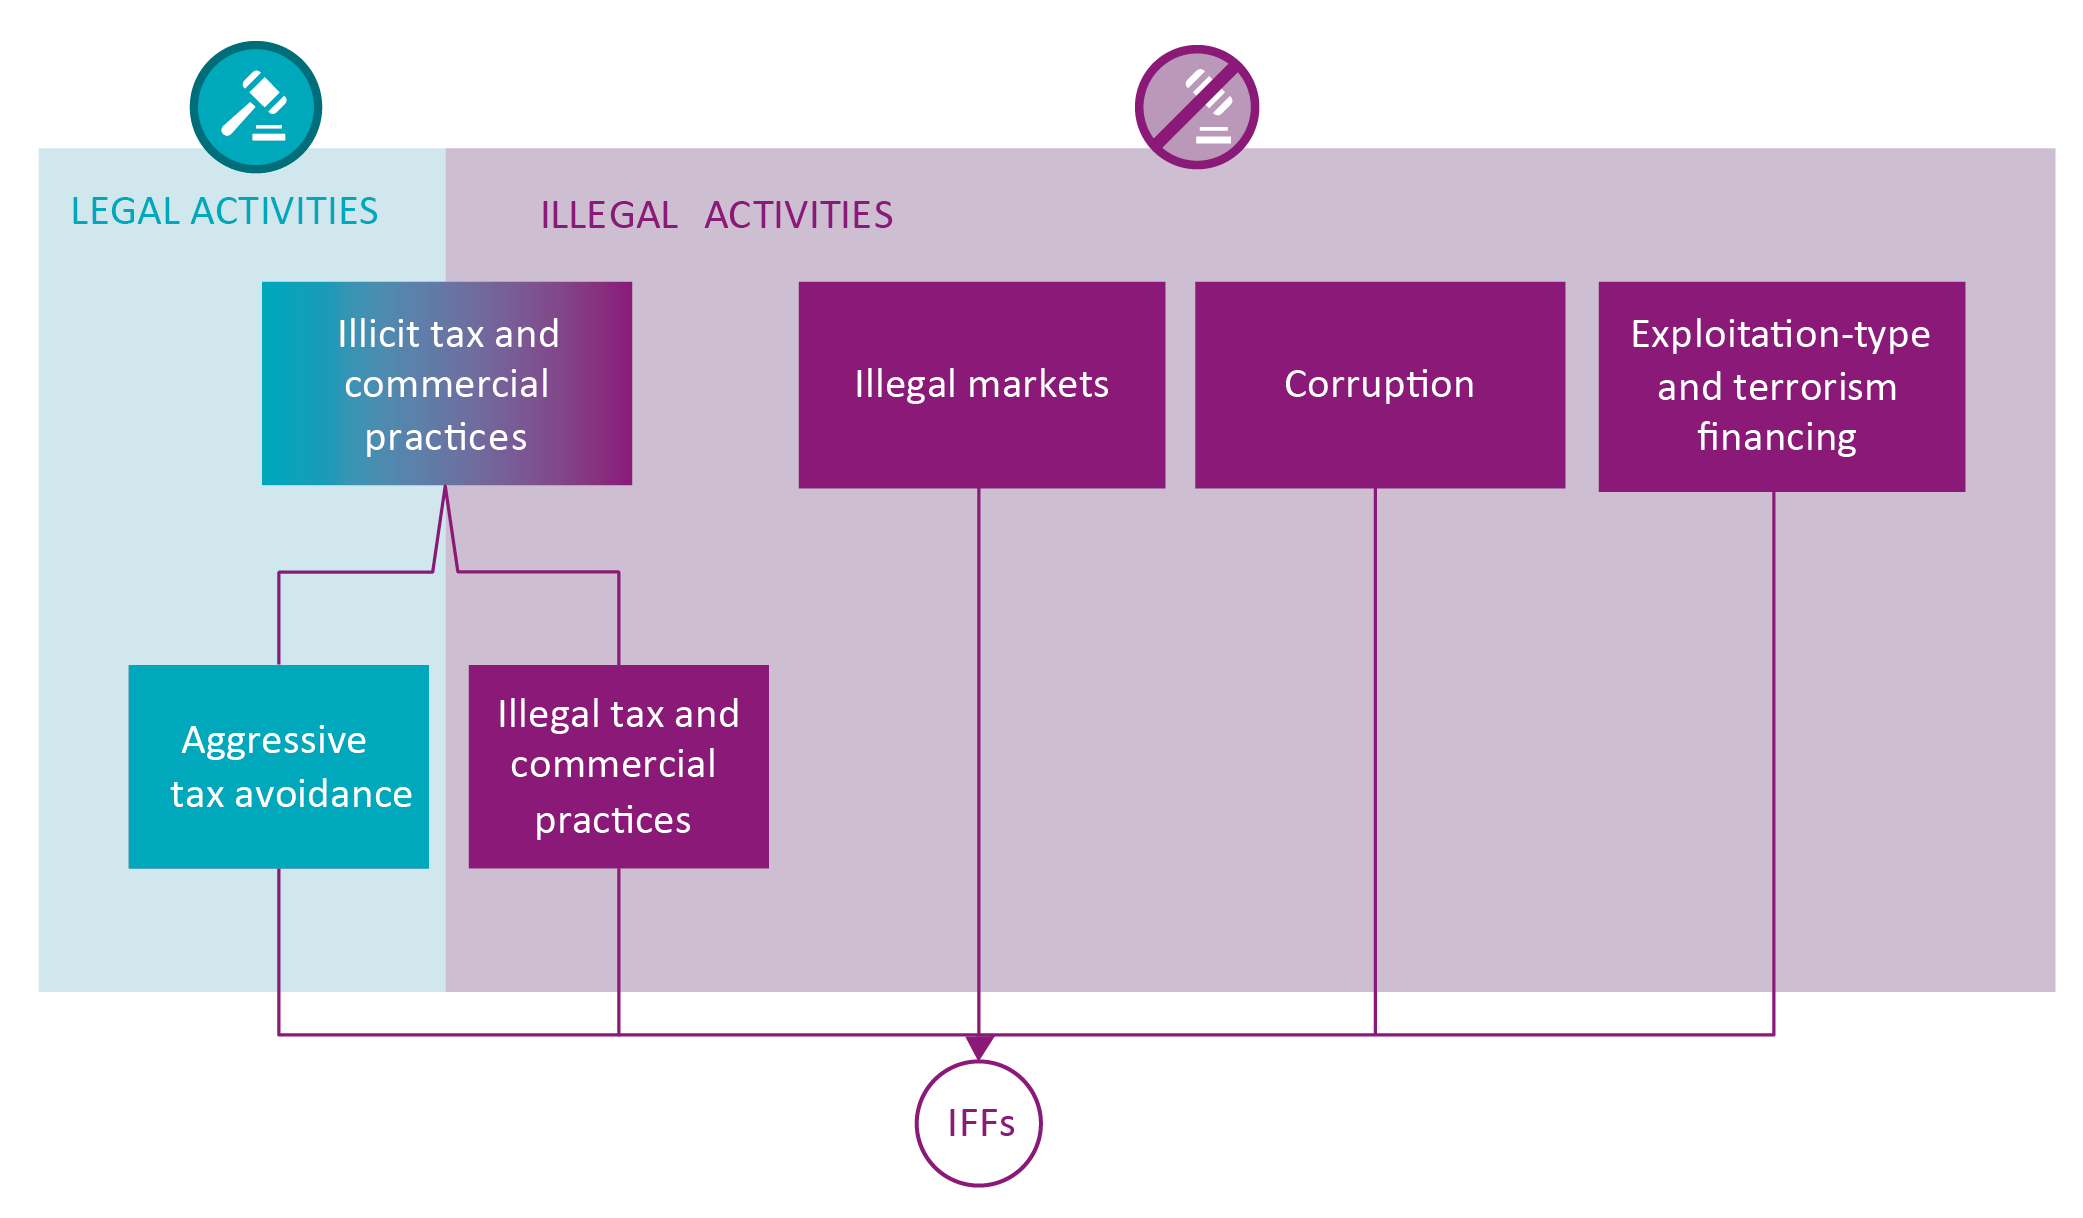 LEGAL ACTIVITIES
ILLEGAL ACTIVITIES
Illicit tax and
commercial
practices
Illegal markets
Corruption
Exploitation-type
and terrorism
financing
Aggressive
tax avoidance
Illegal tax and
commercial
practices
IFFs